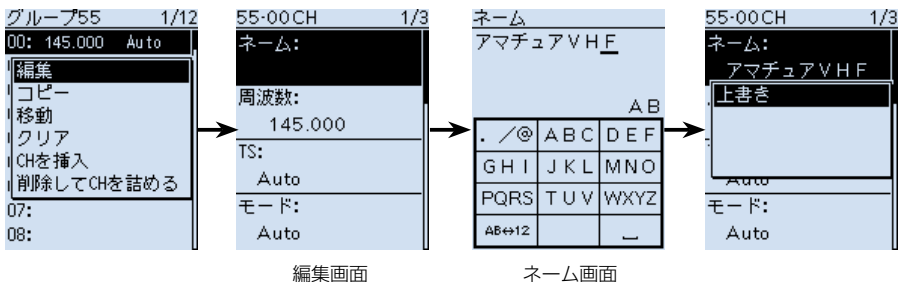 グループ55 1/12
00: 145.000 Auto
編集
コピー
移動
クリア
CHを挿入
削除してCHを詰める
07:
08:
55-00CH 1/3
ネーム:
周波数:
145.000
TS:
Auto
モード:
Auto
編集画面
ネーム
アマチュアVHF
AB
. /@ ABC DEF
GHI JKL MNO
PQRS TUV WXYZ
AB↔12 ⎵
ネーム画面
55-00CH 1/3
ネーム:
アマチュアVHF
上書き
Auto
モード:
Auto